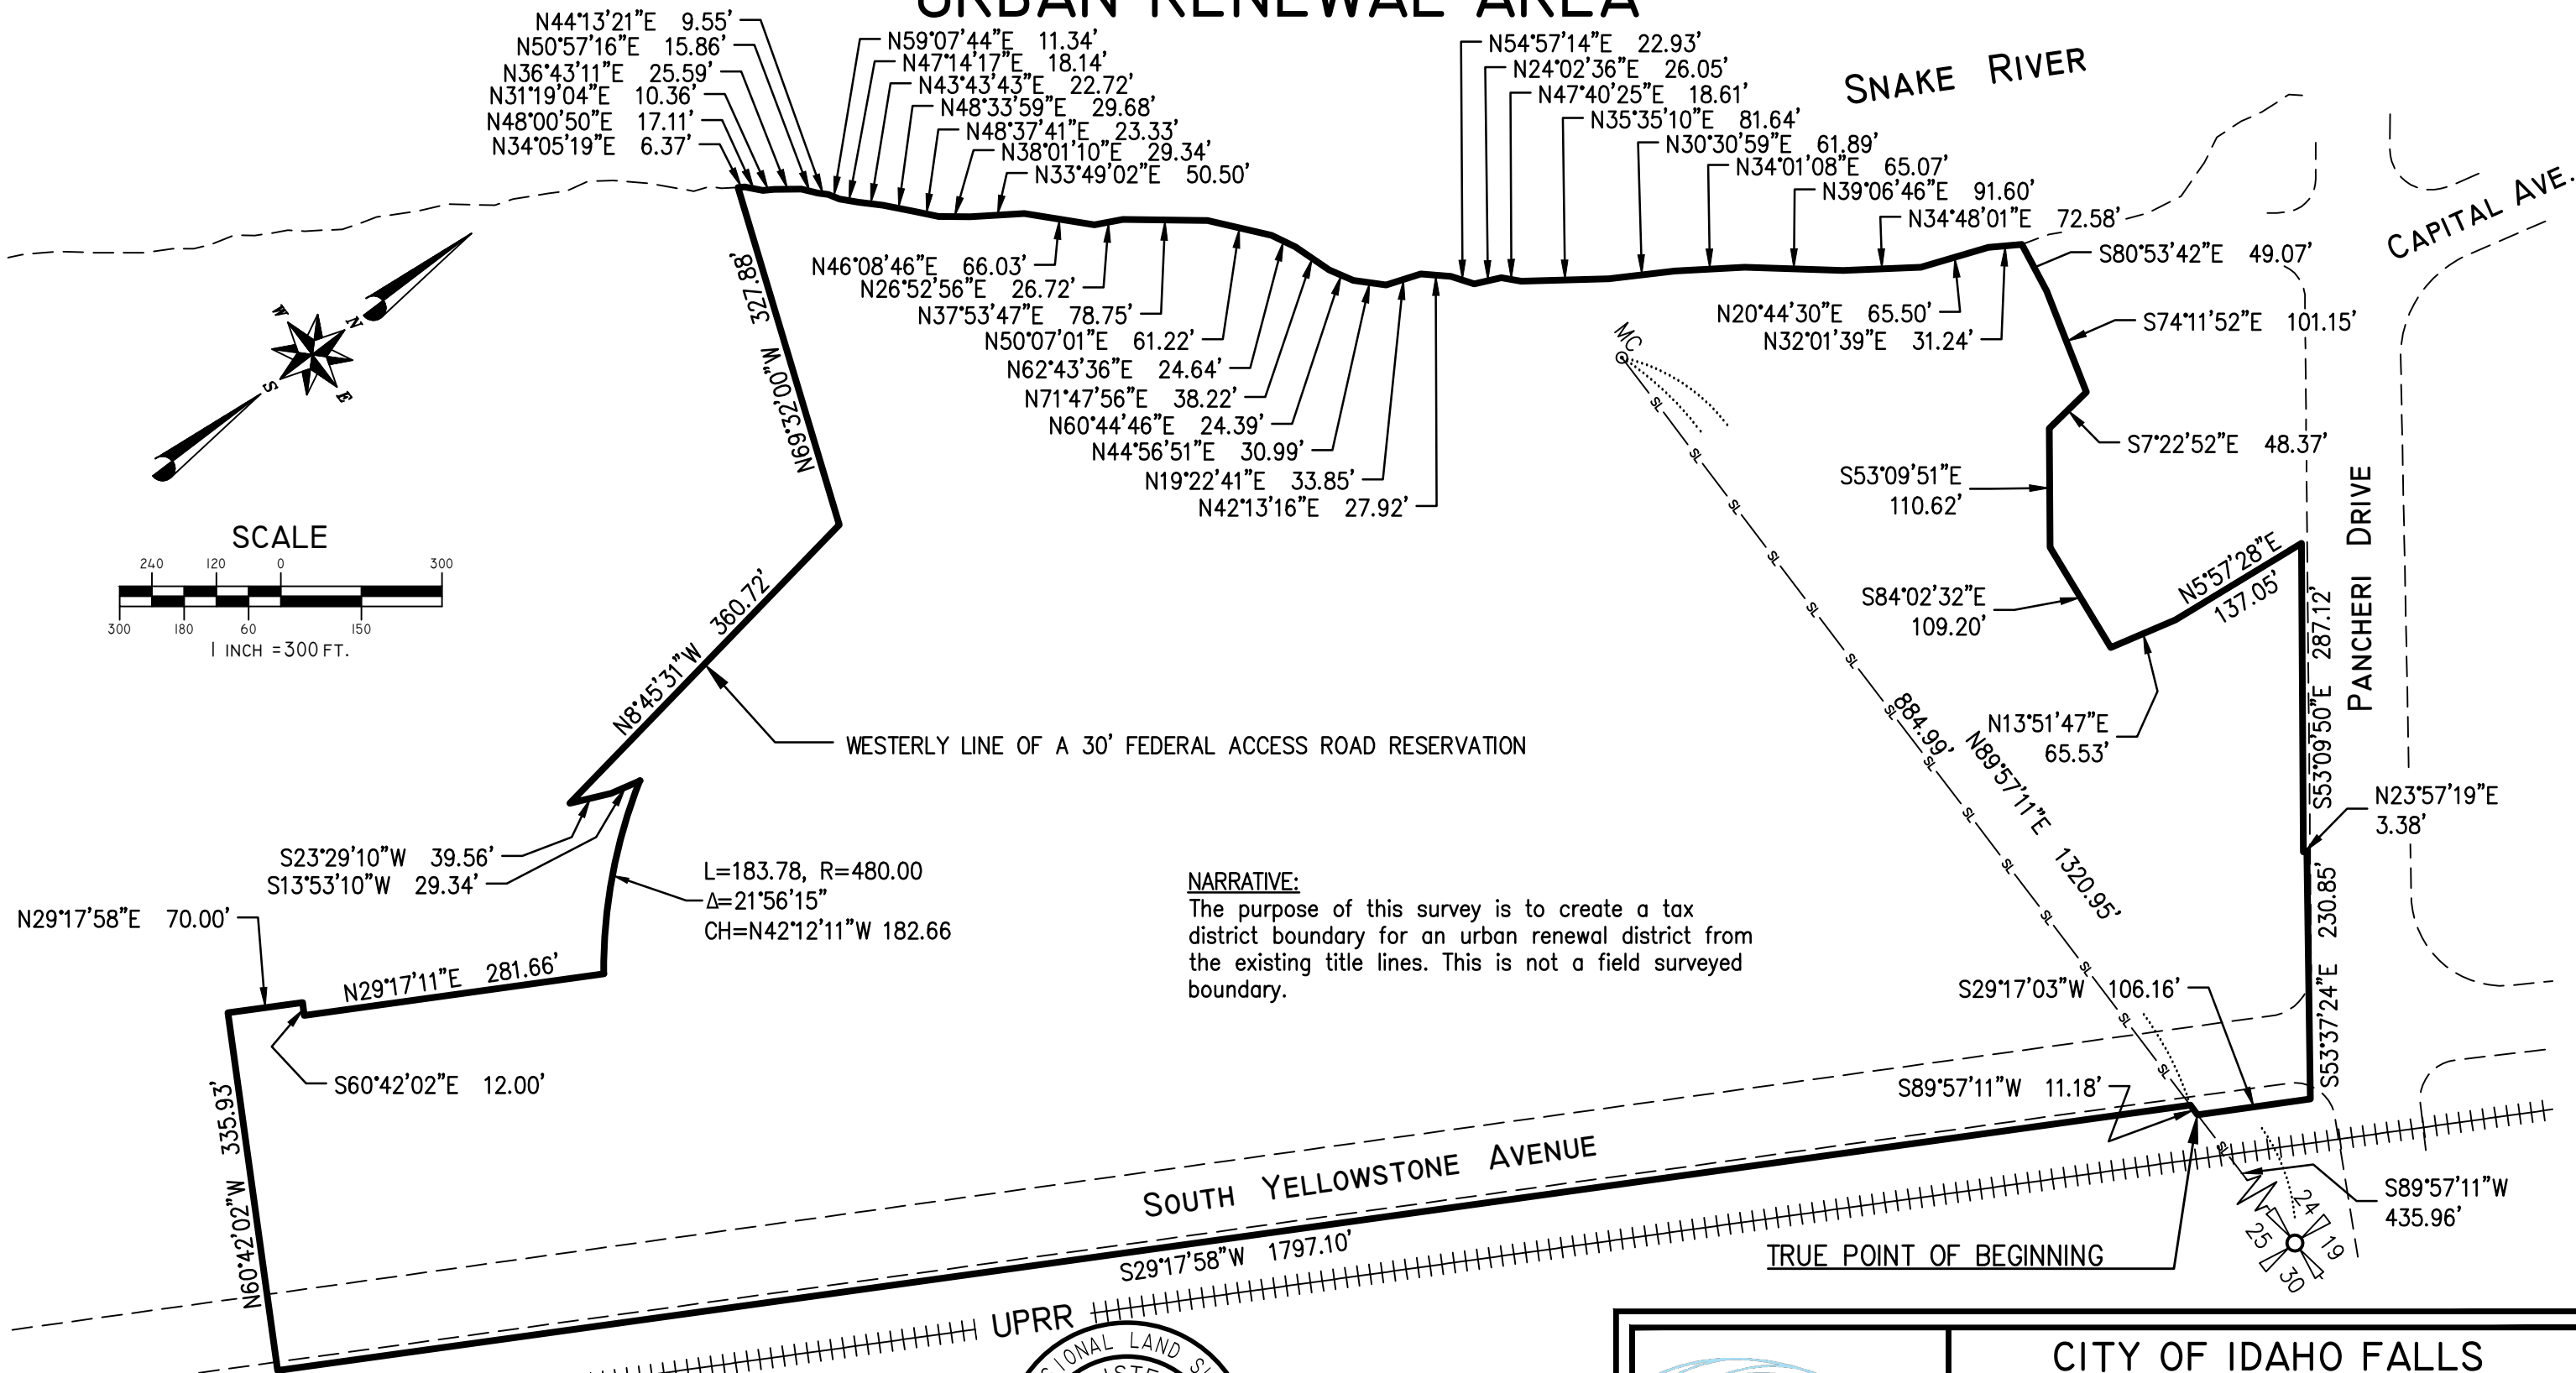 URBAN RENEWAL AREA
N44°13'21"E 9.55'
N50°57'16"E 15.86'
N36°43'11"E 25.59'
N31°19'04"E 10.36'
N48°00'50"E 17.11'
N34°05'19"E 6.37'
N59°07'44"E 11.34'
N47°14'17"E 18.14'
N43°43'43"E 22.72'
N48°33'59"E 29.68'
N48°37'41"E 23.33'
N38°01'10"E 29.34'
N33°49'02"E 50.50'
N54°57'14"E 22.93'
N24°02'36"E 26.05'
N47°40'25"E 18.61'
N35°35'10"E 81.64'
N30°30'59"E 61.89'
N34°01'08"E 65.07'
N39°06'46"E 91.60'
N34°48'01"E 72.58'
SNAKE RIVER
CAPITAL AVE.
S80°53'42"E 49.07'
S74°11'52"E 101.15'
S7°22'52"E 48.37'
N46°08'46"E 66.03'
N26°52'56"E 26.72'
N37°53'47"E 78.75'
N50°07'01"E 61.22'
N62°43'36"E 24.64'
N71°47'56"E 38.22'
N60°44'46"E 24.39'
N44°56'51"E 30.99'
N19°22'41"E 33.85'
N42°13'16"E 27.92'
N20°44'30"E 65.50'
N32°01'39"E 31.24'
N69°32'00"W 327.88'
W
N
S
E
SCALE
240 120 0 300
300 180 60 150
1 INCH =300 FT.
MC
SL
SL
SL
SL
SL
SL
SL
SL
SL
SL
SL
SL
SL
SL
884.99'
N89°57'11"E 1320.95'
S53°09'51"E
110.62'
S84°02'32"E
109.20'
N5°57'28"E
137.05'
N13°51'47"E
65.53'
S53°09'50"E 287.12'
PANCHERI DRIVE
N23°57'19"E
3.38'
S53°37'24"E 230.85'
N8°45'31"W 360.72'
WESTERLY LINE OF A 30' FEDERAL ACCESS ROAD RESERVATION
S23°29'10"W 39.56'
S13°53'10"W 29.34'
L=183.78, R=480.00
Δ=21°56'15"
CH=N42°12'11"W 182.66
N29°17'58"E 70.00'
N29°17'11"E 281.66'
S60°42'02"E 12.00'
N60°42'02"W 335.93'
NARRATIVE:
The purpose of this survey is to create a tax
district boundary for an urban renewal district from
the existing title lines. This is not a field surveyed
boundary.
S29°17'03"W 106.16'
S89°57'11"W 11.18'
SOUTH YELLOWSTONE AVENUE
S29°17'58"W 1797.10'
TRUE POINT OF BEGINNING
S89°57'11"W
435.96'
24
25 19
30
UPRR
SIONAL LAND
CITY OF IDAHO FALLS